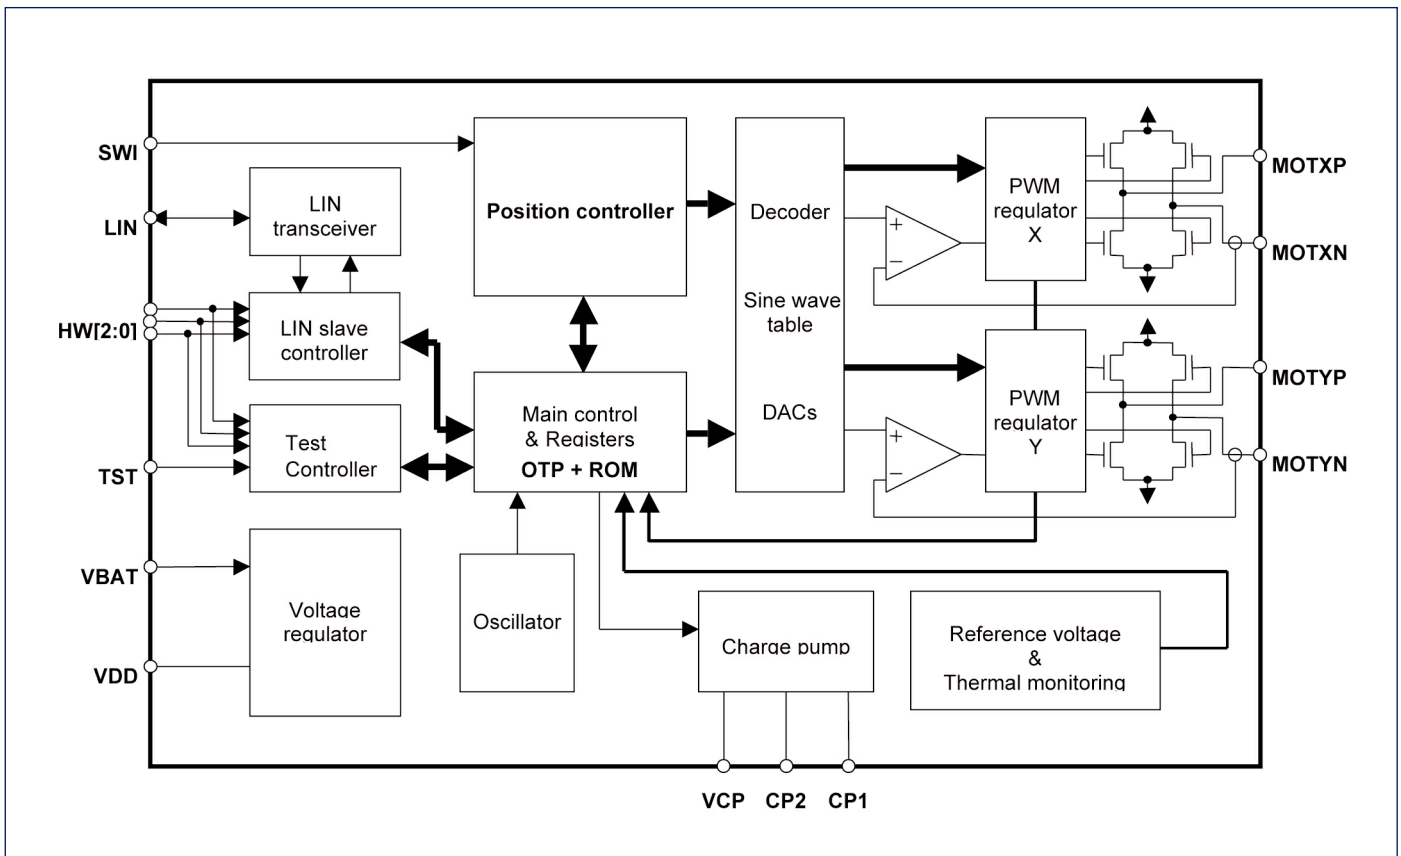 SWI
LIN
HW[2:0]
TST
VBAT
VDD
LIN
transceiver
LIN slave
controller
Test
Controller
Voltage
regulator
Position controller
Main control
& Registers
OTP + ROM
Oscillator
Charge pump
Decoder
Sine wave
table
DACs
+
−
+
−
PWM
regulator
X
PWM
regulator
Y
Reference voltage
&
Thermal monitoring
MOTXP
MOTXN
MOTYP
MOTYN
VCP CP2 CP1